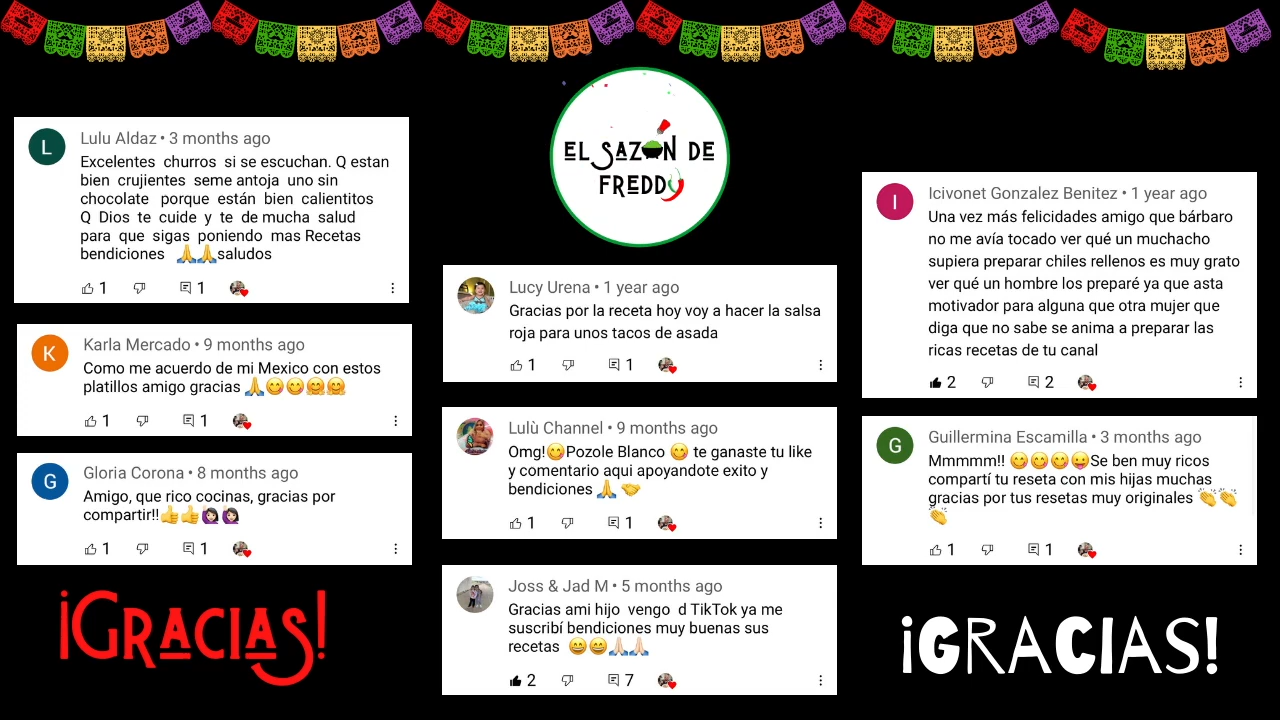 L
Lulu Aldaz • 3 months ago
Excelentes churros si se escuchan. Q estan
bien crujientes seme antoja uno sin
chocolate porque están bien calientitos
Q Dios te cuide y te de mucha salud
para que sigas poniendo mas Recetas
bendiciones 🙏🙏saludos
1 1
K
Karla Mercado • 9 months ago
Como me acuerdo de mi Mexico con estos
platillos amigo gracias 🙏😋😋🤗🤗
1 1
G
Gloria Corona • 8 months ago
Amigo, que rico cocinas, gracias por
compartir!!👍👍🙋🏻‍♀️🙋🏻‍♀️
1 1
¡GRACIAS!
EL SAZÓN DE
FREDDY
Lucy Urena • 1 year ago
Gracias por la receta hoy voy a hacer la salsa
roja para unos tacos de asada
1 1
Lulù Channel • 9 months ago
Omg!😋Pozole Blanco 😋 te ganaste tu like
y comentario aqui apoyandote exito y
bendiciones 🙏 🤝
1 1
Joss & Jad M • 5 months ago
Gracias ami hijo vengo d TikTok ya me
suscribí bendiciones muy buenas sus
recetas 😄😄🙏🏻🙏🏻
2 7
I
Icivonet Gonzalez Benitez • 1 year ago
Una vez más felicidades amigo que bárbaro
no me avía tocado ver qué un muchacho
supiera preparar chiles rellenos es muy grato
ver qué un hombre los preparé ya que asta
motivador para alguna que otra mujer que
diga que no sabe se anima a preparar las
ricas recetas de tu canal
2 2
G
Guillermina Escamilla • 3 months ago
Mmmmm!! 😋😋😋😛Se ben muy ricos
compartí tu reseta con mis hijas muchas
gracias por tus resetas muy originales 👏👏
👏
1 1
¡GRACIAS!